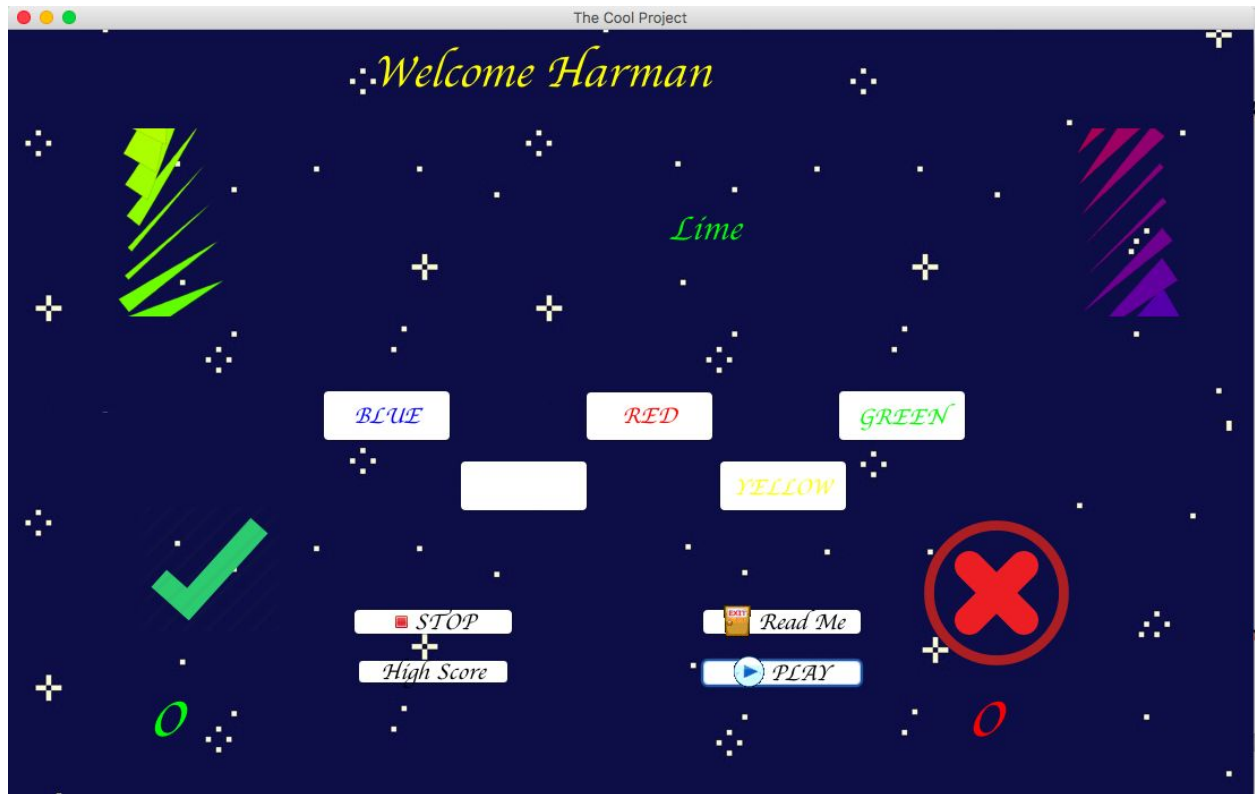 The Cool Project
Welcome Harman
Lime
BLUE
RED
GREEN
YELLOW
STOP
EXIT
Read Me
High Score
PLAY
0
0